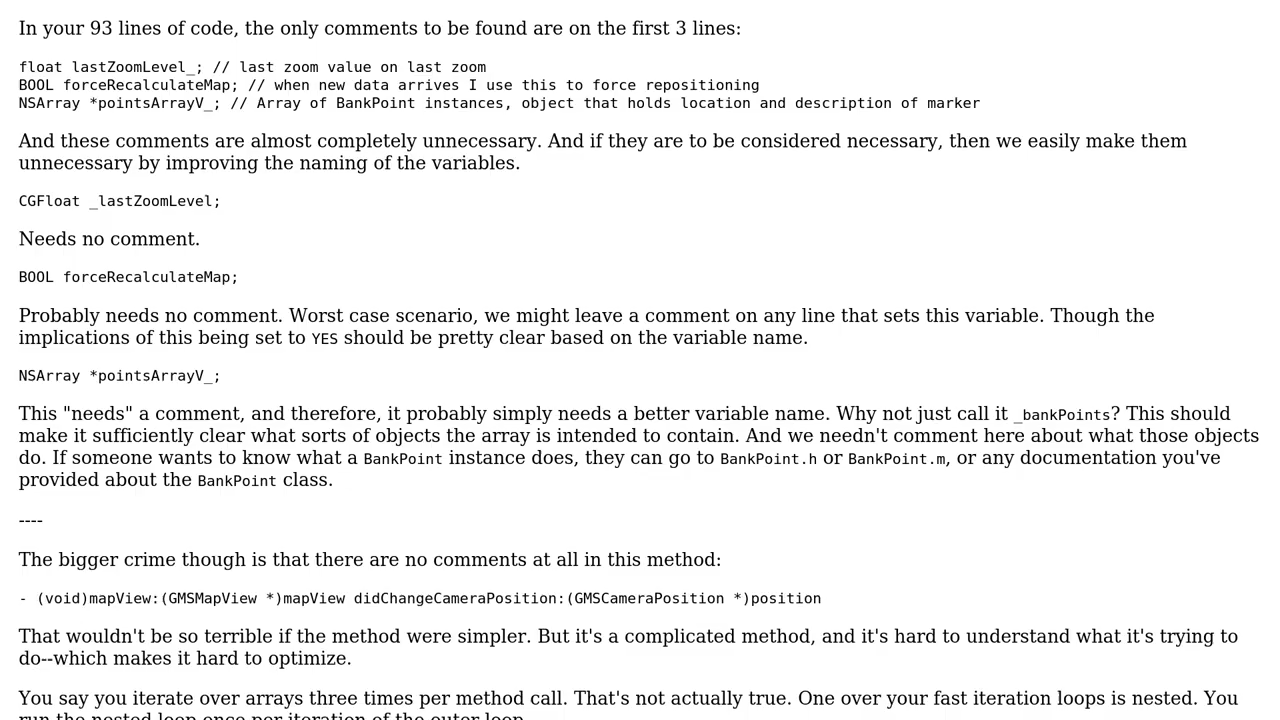 In your 93 lines of code, the only comments to be found are on the first 3 lines:
float lastZoomLevel_; // last zoom value on last zoom
BOOL forceRecalculateMap; // when new data arrives I use this to force repositioning
NSArray *pointsArrayV_; // Array of BankPoint instances, object that holds location and description of marker
And these comments are almost completely unnecessary. And if they are to be considered necessary, then we easily make them
unnecessary by improving the naming of the variables.
CGFloat _lastZoomLevel;
Needs no comment.
BOOL forceRecalculateMap;
Probably needs no comment. Worst case scenario, we might leave a comment on any line that sets this variable. Though the
implications of this being set to YES should be pretty clear based on the variable name.
NSArray *pointsArrayV_;
This "needs" a comment, and therefore, it probably simply needs a better variable name. Why not just call it _bankPoints? This should
make it sufficiently clear what sorts of objects the array is intended to contain. And we needn't comment here about what those objects
do. If someone wants to know what a BankPoint instance does, they can go to BankPoint.h or BankPoint.m, or any documentation you've
provided about the BankPoint class.
----
The bigger crime though is that there are no comments at all in this method:
- (void)mapView:(GMSMapView *)mapView didChangeCameraPosition:(GMSCameraPosition *)position
That wouldn't be so terrible if the method were simpler. But it's a complicated method, and it's hard to understand what it's trying to
do--which makes it hard to optimize.
You say you iterate over arrays three times per method call. That's not actually true. One over your fast iteration loops is nested. You
run the nested loop once per iteration of the outer loop.